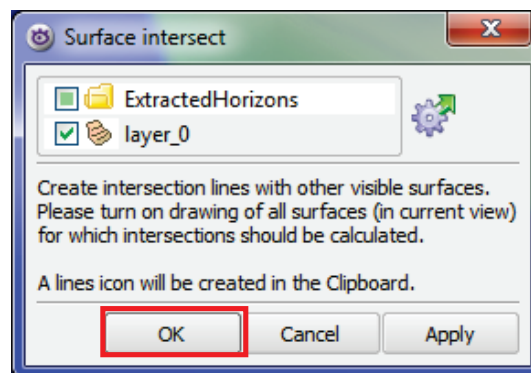 Surface intersect
ExtractedHorizons
layer_0
Create intersection lines with other visible surfaces.
Please turn on drawing of all surfaces (in current view)
for which intersections should be calculated.
A lines icon will be created in the Clipboard.
OK Cancel Apply